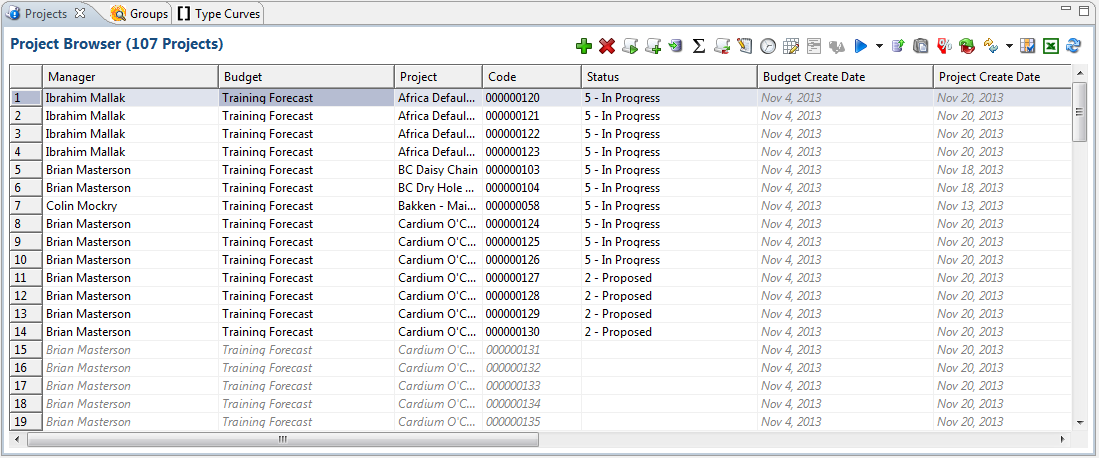 Projects Groups [ ] Type Curves
Project Browser (107 Projects)
Manager Budget Project Code Status Budget Create Date Project Create Date
1 Ibrahim Mallak Training Forecast Africa Defaul... 000000120 5 - In Progress Nov 4, 2013 Nov 20, 2013
2 Ibrahim Mallak Training Forecast Africa Defaul... 000000121 5 - In Progress Nov 4, 2013 Nov 20, 2013
3 Ibrahim Mallak Training Forecast Africa Defaul... 000000122 5 - In Progress Nov 4, 2013 Nov 20, 2013
4 Ibrahim Mallak Training Forecast Africa Defaul... 000000123 5 - In Progress Nov 4, 2013 Nov 20, 2013
5 Brian Masterson Training Forecast BC Daisy Chain 000000103 5 - In Progress Nov 4, 2013 Nov 18, 2013
6 Brian Masterson Training Forecast BC Dry Hole ... 000000104 5 - In Progress Nov 4, 2013 Nov 18, 2013
7 Colin Mockry Training Forecast Bakken - Mai... 000000058 5 - In Progress Nov 4, 2013 Nov 13, 2013
8 Brian Masterson Training Forecast Cardium O'C... 000000124 5 - In Progress Nov 4, 2013 Nov 20, 2013
9 Brian Masterson Training Forecast Cardium O'C... 000000125 5 - In Progress Nov 4, 2013 Nov 20, 2013
10 Brian Masterson Training Forecast Cardium O'C... 000000126 5 - In Progress Nov 4, 2013 Nov 20, 2013
11 Brian Masterson Training Forecast Cardium O'C... 000000127 2 - Proposed Nov 4, 2013 Nov 20, 2013
12 Brian Masterson Training Forecast Cardium O'C... 000000128 2 - Proposed Nov 4, 2013 Nov 20, 2013
13 Brian Masterson Training Forecast Cardium O'C... 000000129 2 - Proposed Nov 4, 2013 Nov 20, 2013
14 Brian Masterson Training Forecast Cardium O'C... 000000130 2 - Proposed Nov 4, 2013 Nov 20, 2013
15 Brian Masterson Training Forecast Cardium O'C... 000000131 Nov 4, 2013 Nov 20, 2013
16 Brian Masterson Training Forecast Cardium O'C... 000000132 Nov 4, 2013 Nov 20, 2013
17 Brian Masterson Training Forecast Cardium O'C... 000000133 Nov 4, 2013 Nov 20, 2013
18 Brian Masterson Training Forecast Cardium O'C... 000000134 Nov 4, 2013 Nov 20, 2013
19 Brian Masterson Training Forecast Cardium O'C... 000000135 Nov 4, 2013 Nov 20, 2013